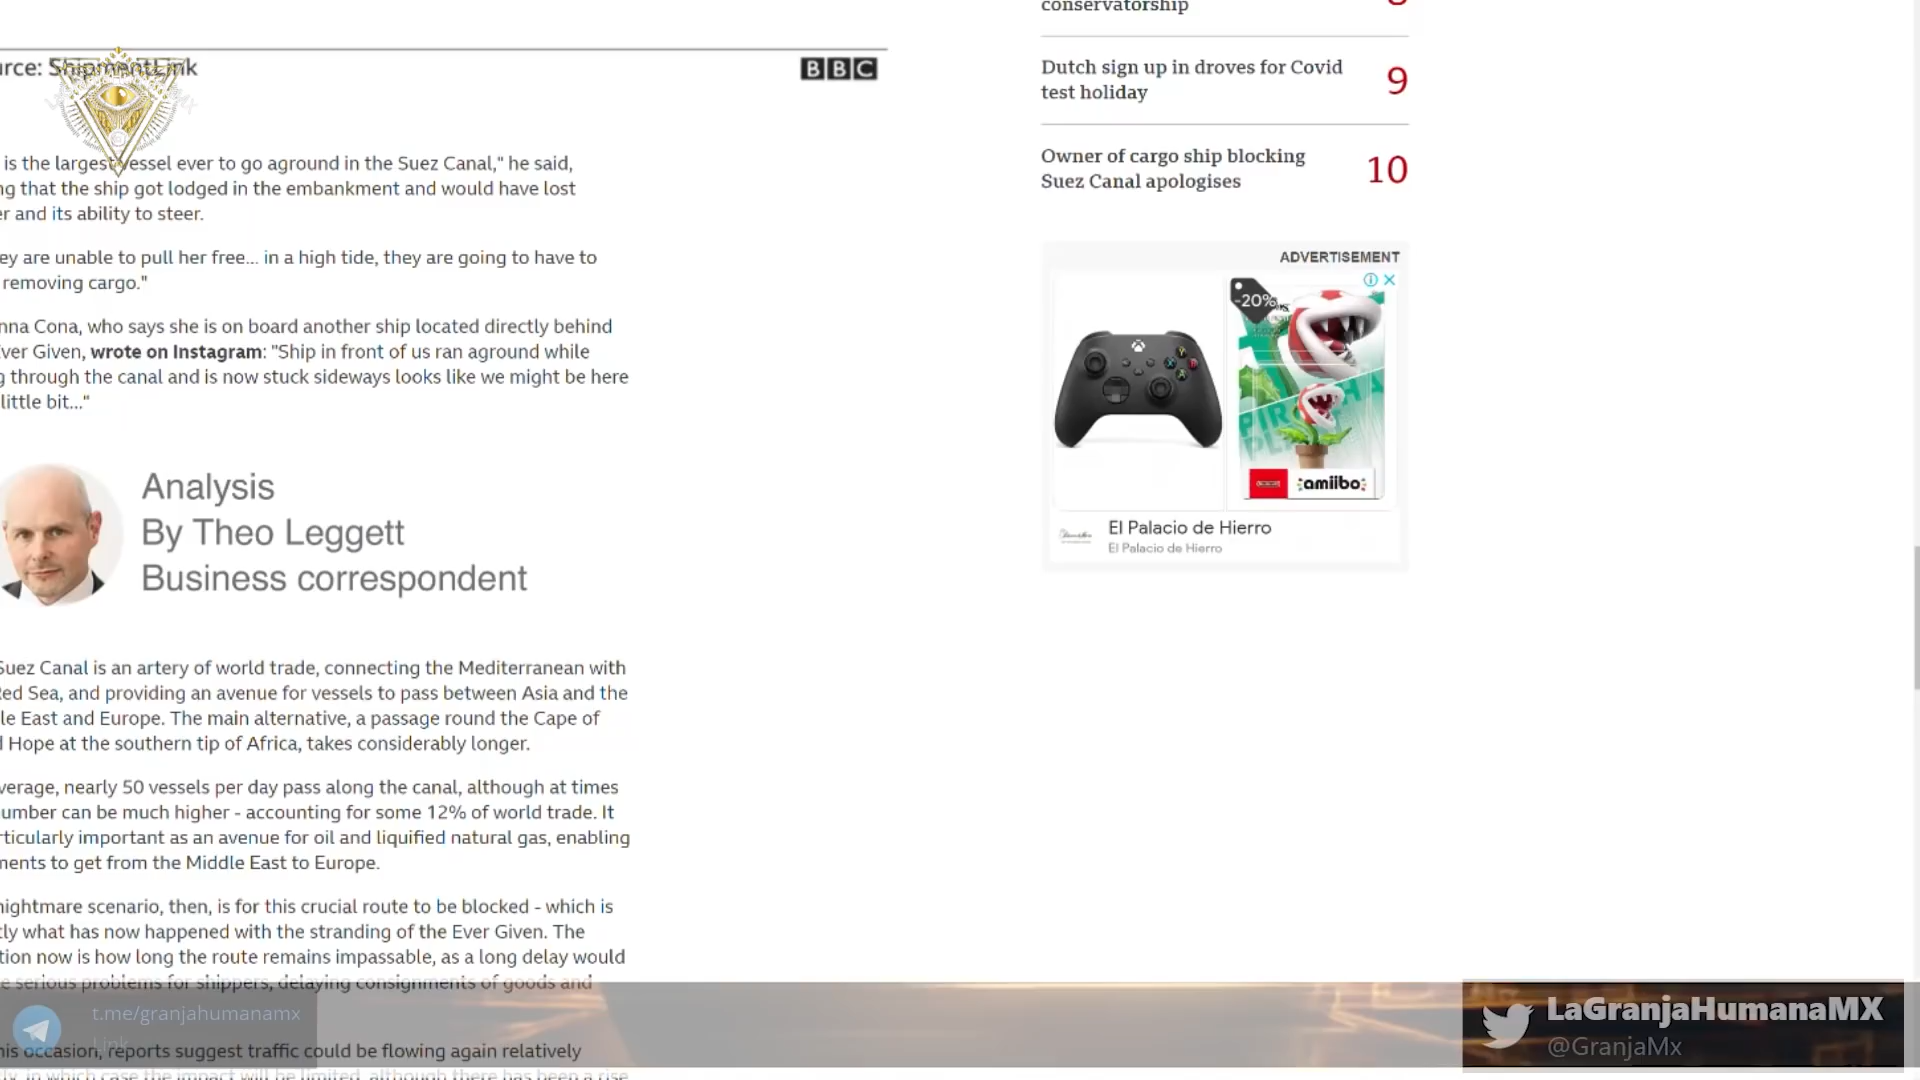 rce: ShipmentLink
BBC
is the largest vessel ever to go aground in the Suez Canal," he said,
ng that the ship got lodged in the embankment and would have lost
er and its ability to steer.
ey are unable to pull her free... in a high tide, they are going to have to
removing cargo."
nna Cona, who says she is on board another ship located directly behind
Ever Given, wrote on Instagram: "Ship in front of us ran aground while
g through the canal and is now stuck sideways looks like we might be here
little bit..."
Analysis
By Theo Leggett
Business correspondent
Suez Canal is an artery of world trade, connecting the Mediterranean with
Red Sea, and providing an avenue for vessels to pass between Asia and the
le East and Europe. The main alternative, a passage round the Cape of
d Hope at the southern tip of Africa, takes considerably longer.
verage, nearly 50 vessels per day pass along the canal, although at times
umber can be much higher - accounting for some 12% of world trade. It
rticularly important as an avenue for oil and liquified natural gas, enabling
ments to get from the Middle East to Europe.
nightmare scenario, then, is for this crucial route to be blocked - which is
tly what has now happened with the stranding of the Ever Given. The
tion now is how long the route remains impassable, as a long delay would
e serious problems for shippers, delaying consignments of goods and
his occasion, reports suggest traffic could be flowing again relatively
ly, in which case the impact will be limited, although there has been a rise
conservatorship
Dutch sign up in droves for Covid
test holiday
9
Owner of cargo ship blocking
Suez Canal apologises
10
ADVERTISEMENT
-20%
amiibo
El Palacio de Hierro
El Palacio de Hierro
t.me/granjahumanamx
Link
LaGranjaHumanaMX
@GranjaMx